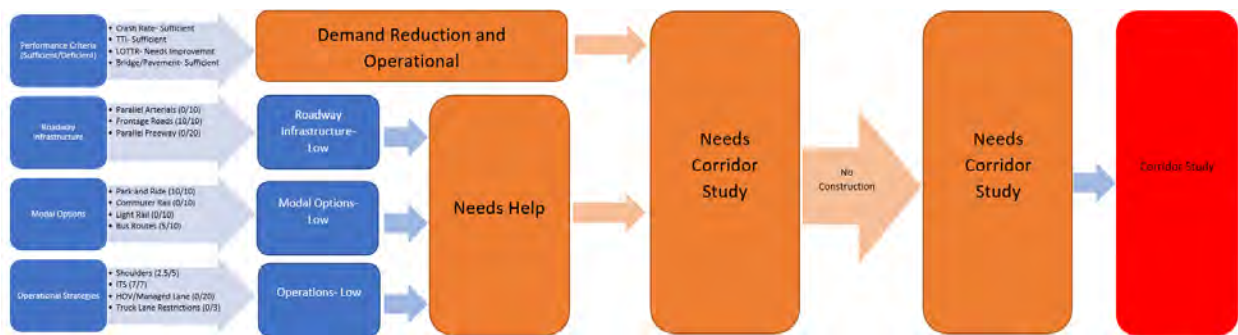 Performance Criteria
(Sufficient/Deficient)
• Crash Rate- Sufficient
• TTI- Sufficient
• LOTTR- Needs Improvement
• Bridge/Pavement- Sufficient
Demand Reduction and
Operational
Roadway
Infrastructure
• Parallel Arterials (0/10)
• Frontage Roads (10/10)
• Parallel Freeway (0/20)
Roadway
Infrastructure-
Low
Modal Options
• Park and Ride (10/10)
• Commuter Rail (0/10)
• Light Rail (0/10)
• Bus Routes (5/10)
Modal Options-
Low
Operational Strategies
• Shoulders (2.5/5)
• ITS (7/7)
• HOV/Managed Lane (0/20)
• Truck Lane Restrictions (0/3)
Operations- Low
Needs Help
Needs
Corridor
Study
No
Construction
Needs
Corridor
Study
Corridor Study